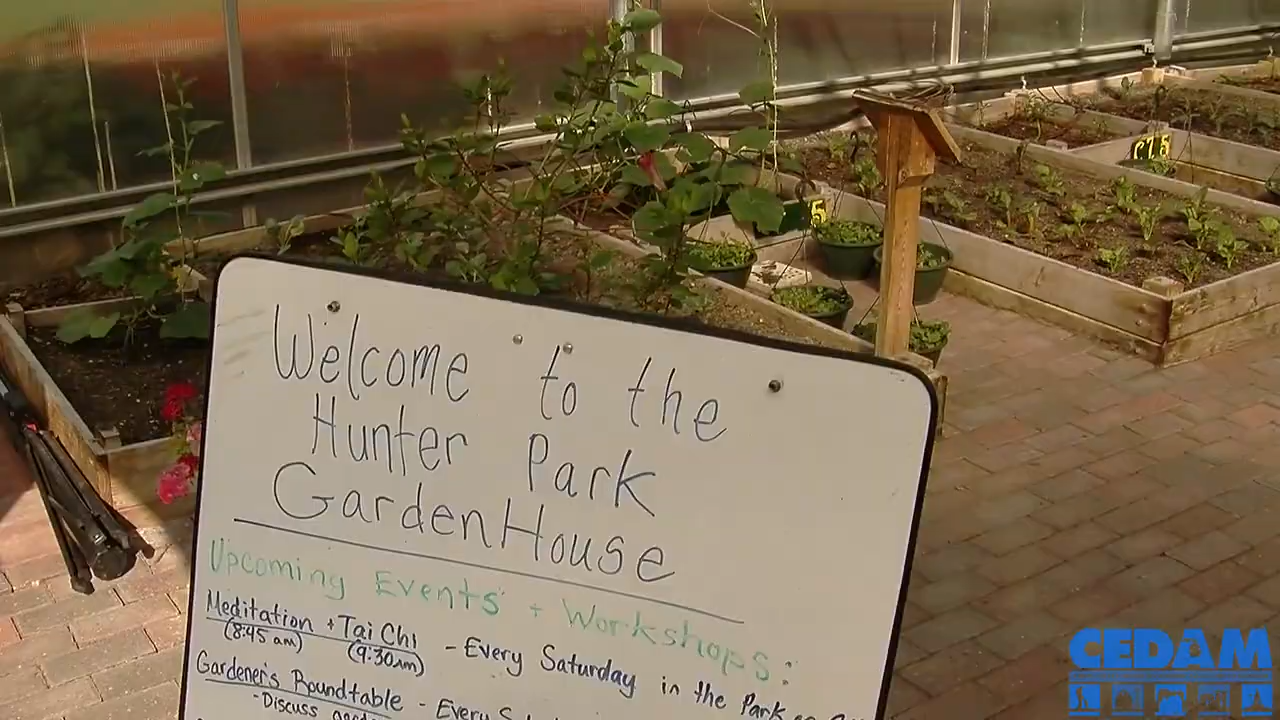 Welcome to the
Hunter Park
GardenHouse
Upcoming Events + Workshops:
Meditation + Tai Chi - Every Saturday in the Park
(8:45 am) (9:30am)
Gardener's Roundtable - Every
- Discuss
5
CEDAM